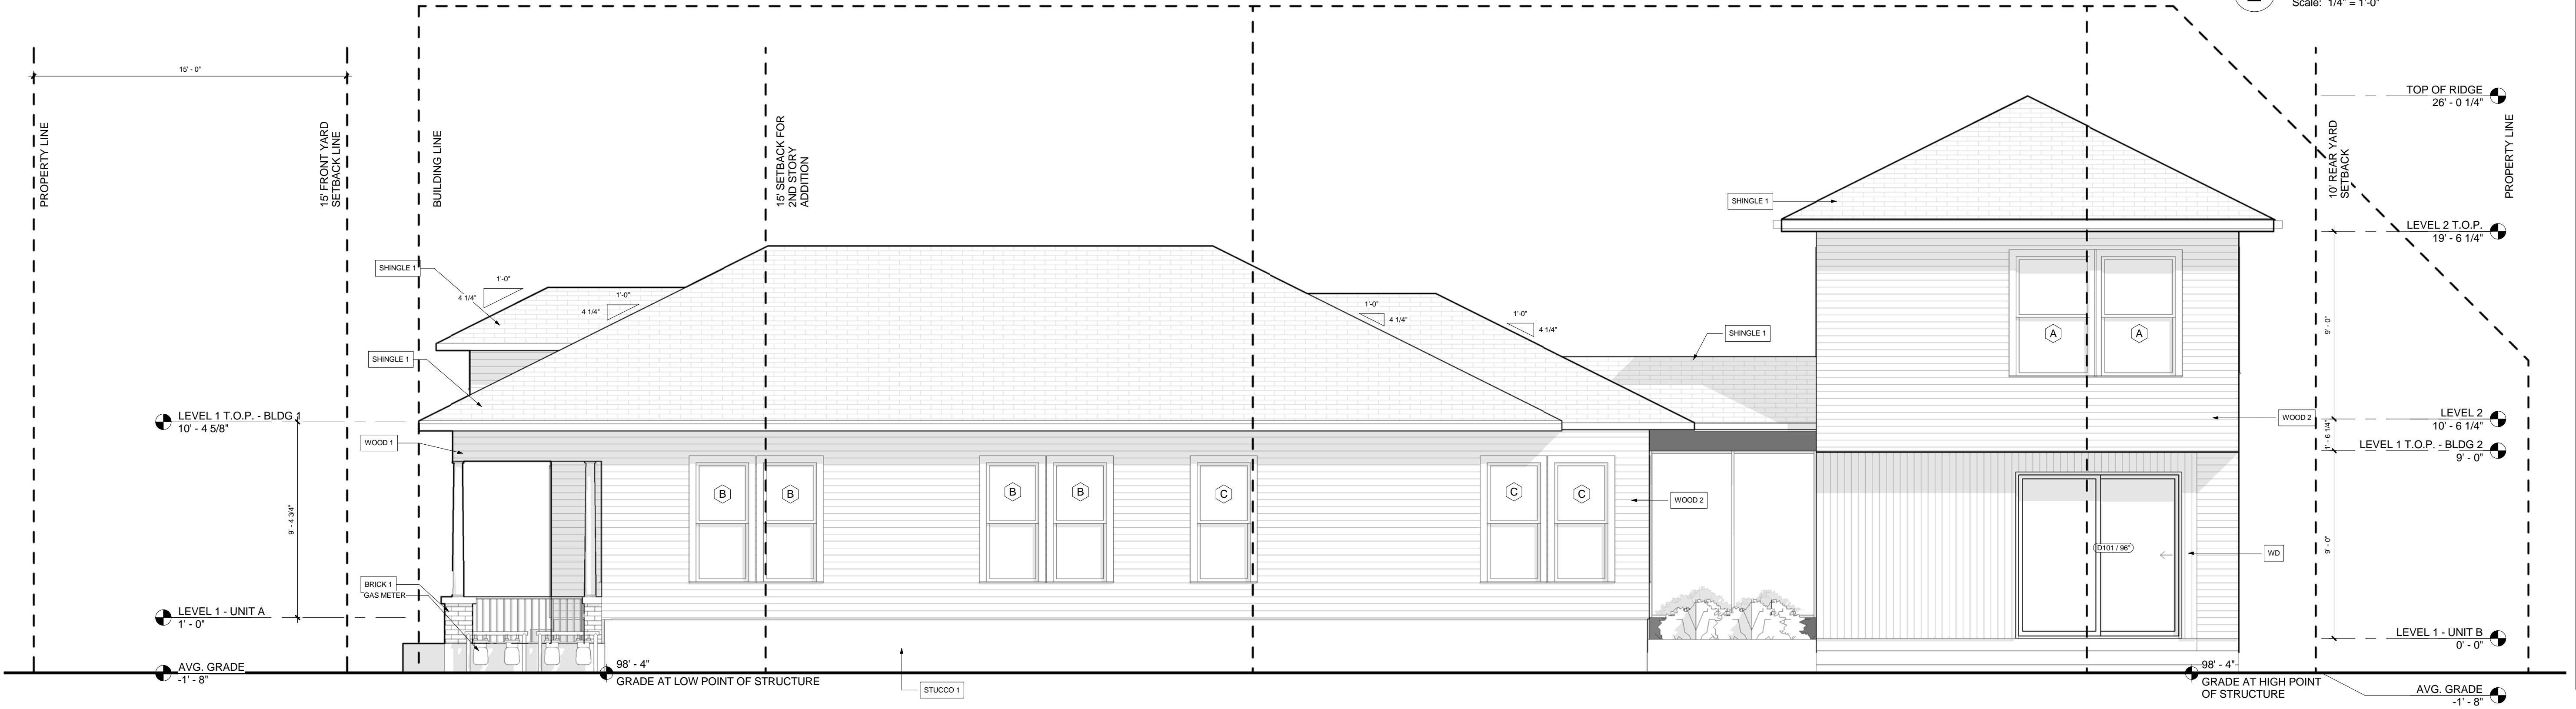 Scale: 1/4" = 1'-0"
15' - 0"
PROPERTY LINE
15' FRONT YARD
SETBACK LINE
BUILDING LINE
15' SETBACK FOR
2ND STORY
ADDITION
10' REAR YARD
SETBACK
PROPERTY LINE
TOP OF RIDGE
26' - 0 1/4"
SHINGLE 1
LEVEL 2 T.O.P.
19' - 6 1/4"
SHINGLE 1
1'-0"
4 1/4"
1'-0"
4 1/4"
1'-0"
4 1/4"
1'-0"
4 1/4"
SHINGLE 1
A
A
9' - 0"
SHINGLE 1
LEVEL 1 T.O.P. - BLDG 1
10' - 4 5/8"
WOOD 2
LEVEL 2
10' - 6 1/4"
1' - 6 1/4"
LEVEL 1 T.O.P. - BLDG 2
9' - 0"
WOOD 1
B
B
B
B
C
C
C
WOOD 2
9' - 4 3/4"
D101 / 96"
WD
9' - 0"
BRICK 1
GAS METER
LEVEL 1 - UNIT A
1' - 0"
LEVEL 1 - UNIT B
0' - 0"
AVG. GRADE
-1' - 8"
98' - 4"
GRADE AT LOW POINT OF STRUCTURE
STUCCO 1
98' - 4"
GRADE AT HIGH POINT
OF STRUCTURE
AVG. GRADE
-1' - 8"